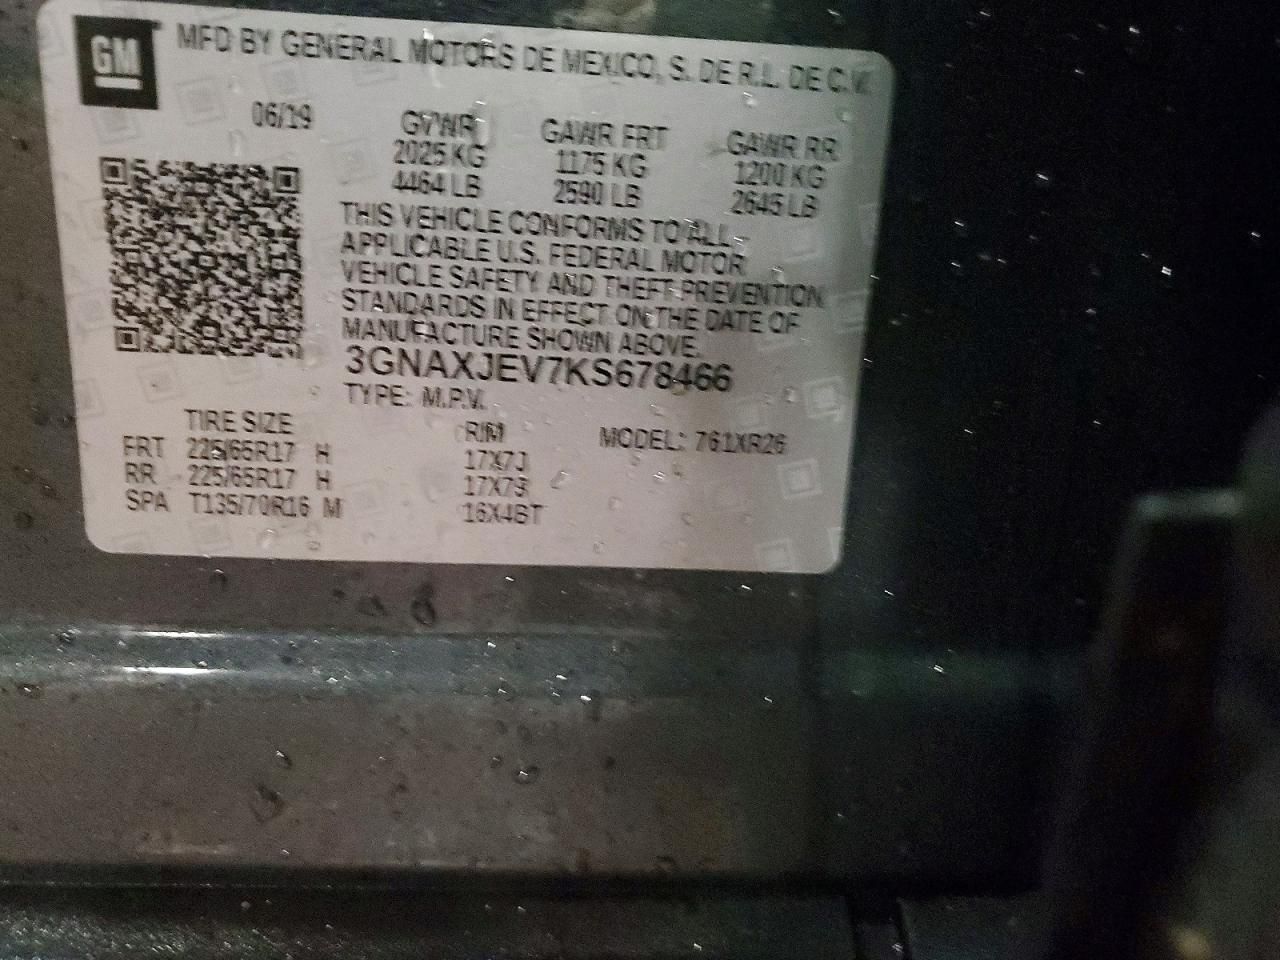 GM
MFD BY GENERAL MOTORS DE MEXICO, S. DE R.L. DE C.V.
06/19 GVWR GAWR FRT GAWR RR
2025 KG 1175 KG 1200 KG
4464 LB 2590 LB 2645 LB
THIS VEHICLE CONFORMS TO ALL
APPLICABLE U.S. FEDERAL MOTOR
VEHICLE SAFETY AND THEFT PREVENTION
STANDARDS IN EFFECT ON THE DATE OF
MANUFACTURE SHOWN ABOVE.
3GNAXJEV7KS678466
TYPE: M.P.V.
TIRE SIZE RIM MODEL: 761XR26
FRT 225/65R17 H 17X7J
RR 225/65R17 H
SPA T135/70R16 M 16X4BT